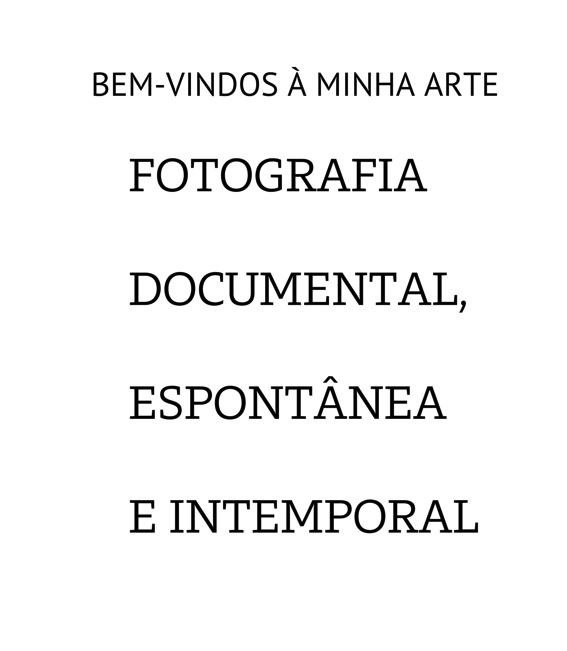 BEM-VINDOS À MINHA ARTE
FOTOGRAFIA
DOCUMENTAL,
ESPONTÂNEA
E INTEMPORAL